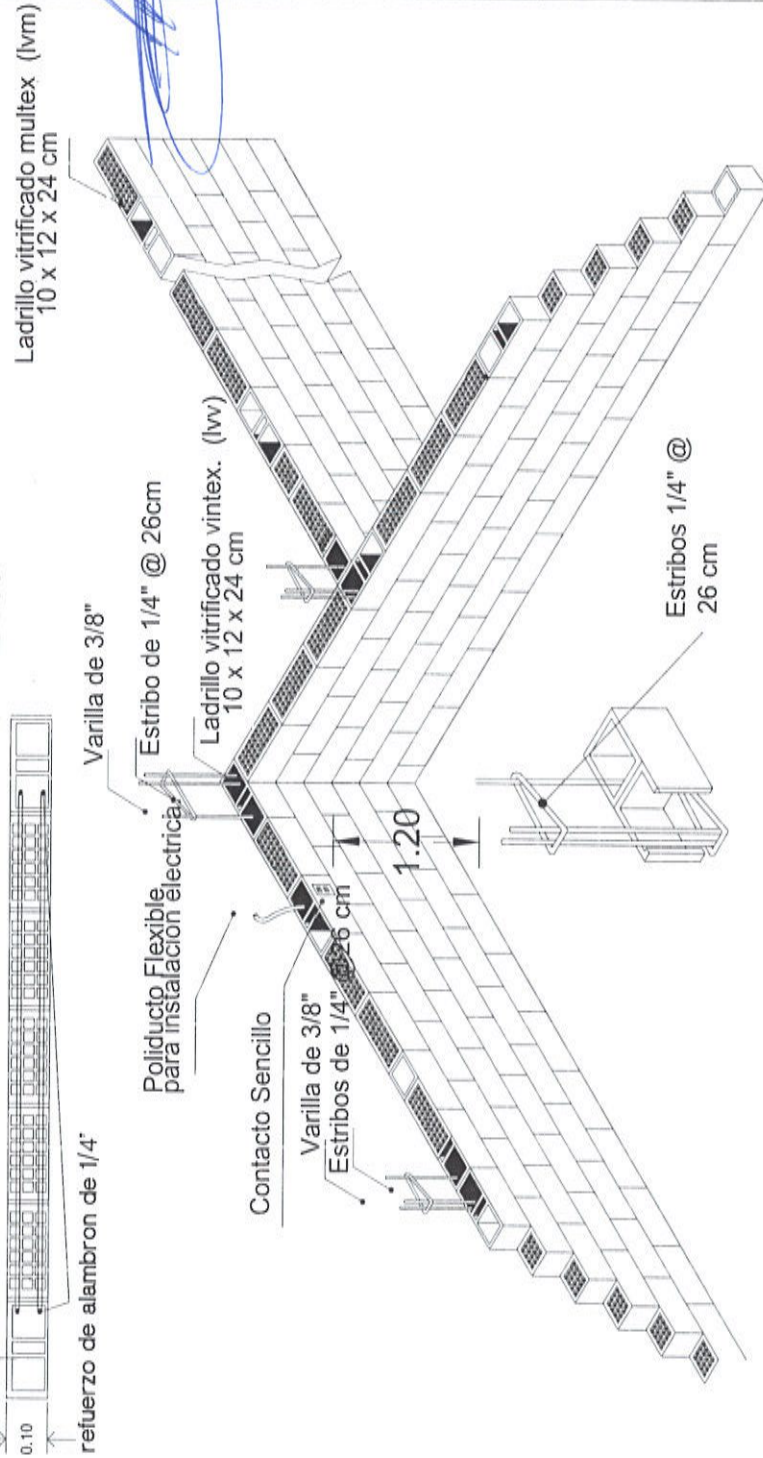 0.10
refuerzo de alambron de 1/4"
Ladrillo vitrificado multex (lvm)
10 x 12 x 24 cm
Varilla de 3/8"
Estribo de 1/4" @ 26cm
Ladrillo vitrificado vintex. (lvv)
10 x 12 x 24 cm
Poliducto Flexible
para instalación electrica.
Contacto Sencillo
Varilla de 3/8"
Estribos de 1/4" @ 26 cm
1.20
Estribos 1/4" @
26 cm